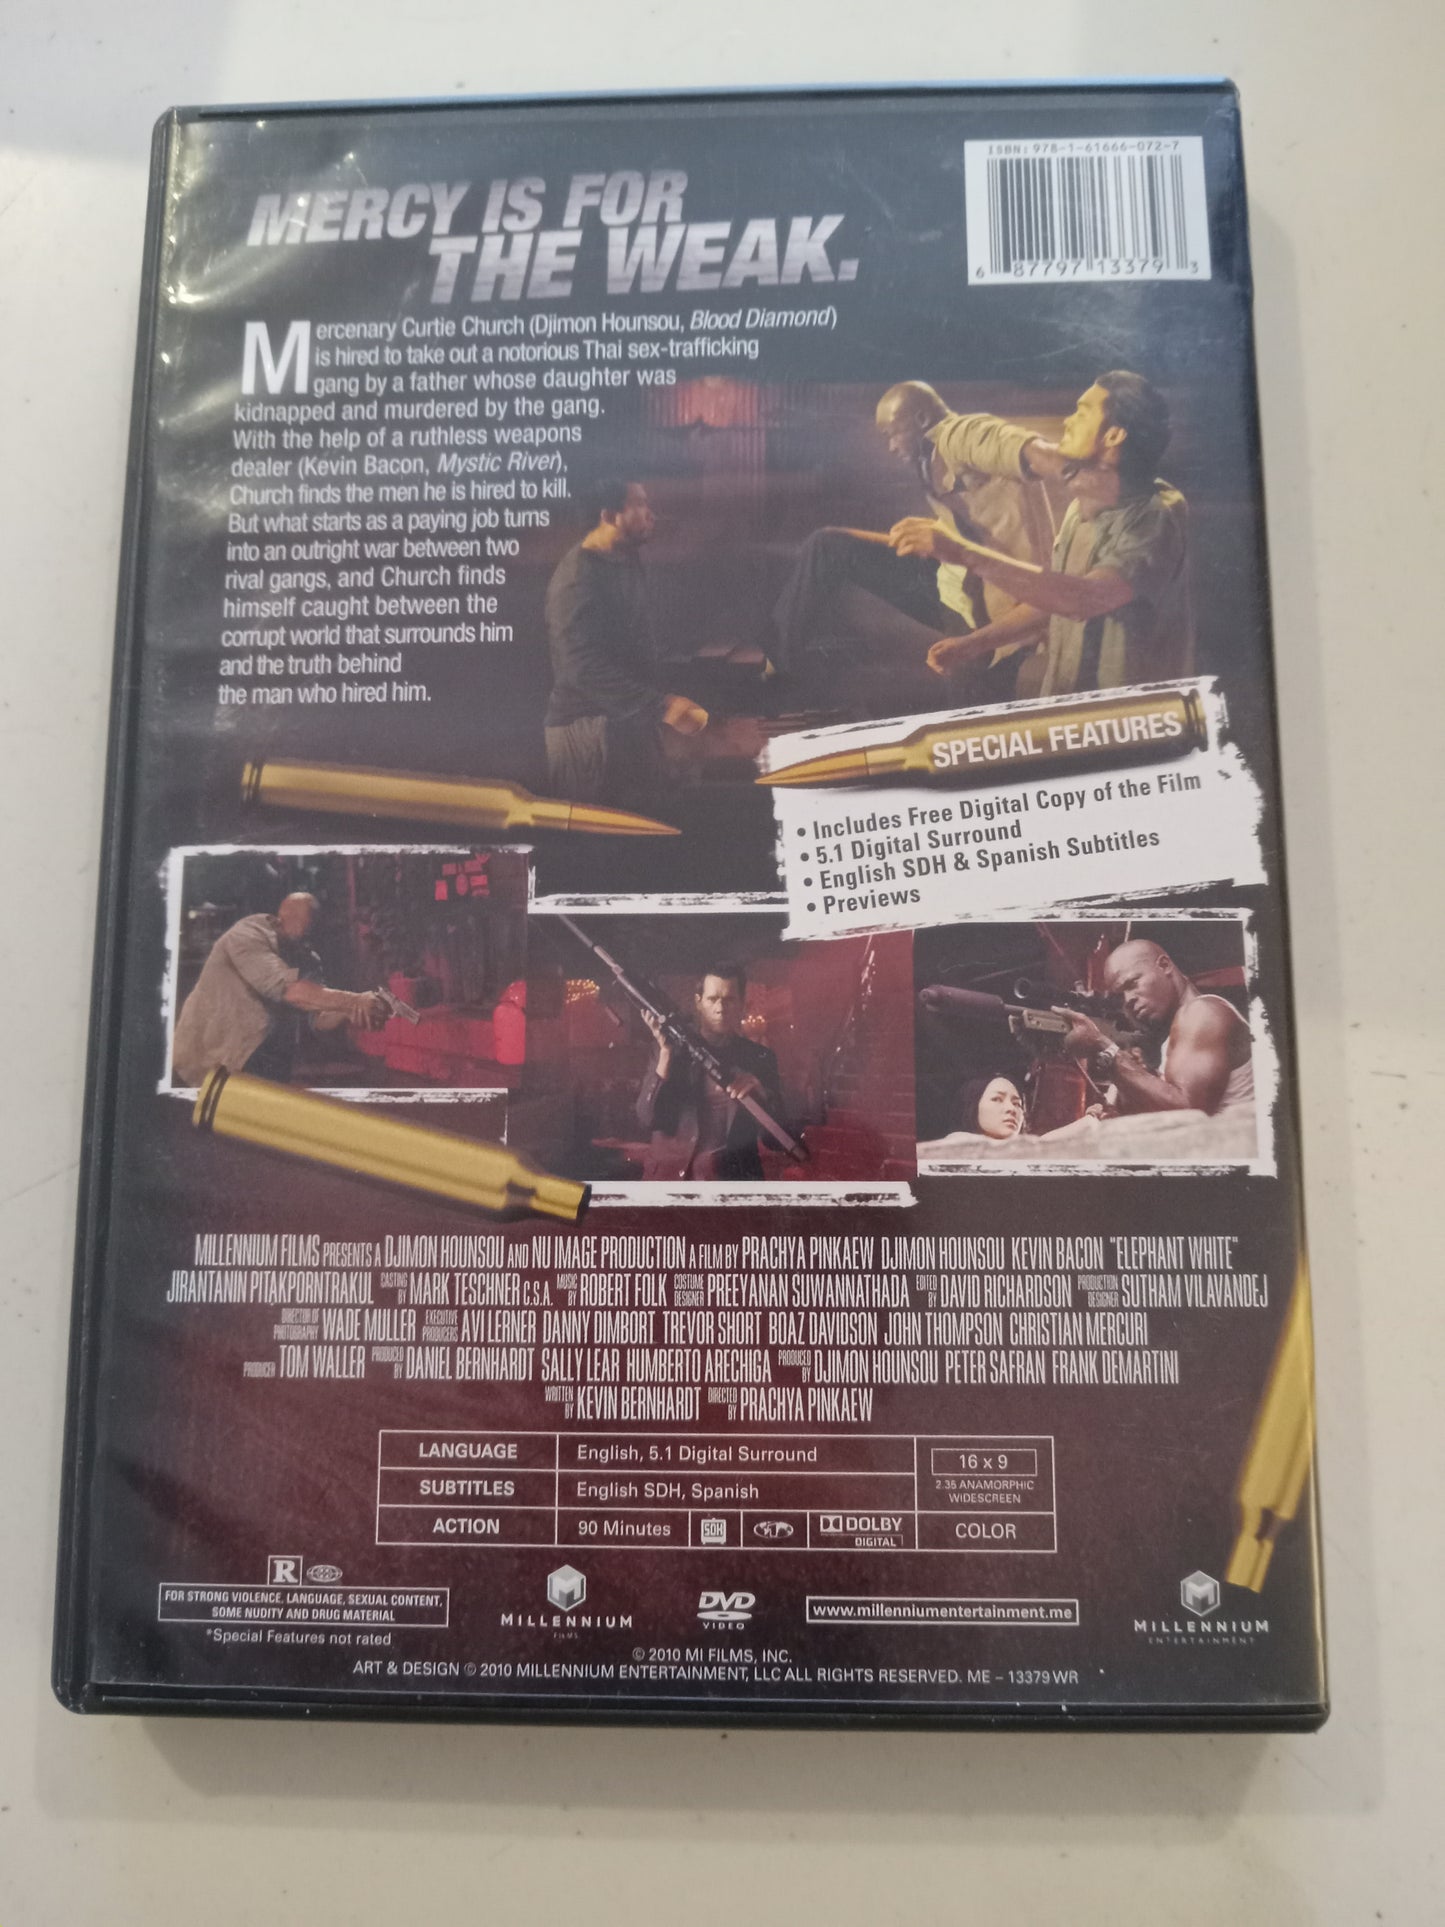 ISBN: 978-1-61666-072-7
6 87797 13379 3
MERCY IS FOR
THE WEAK.
Mercenary Curtie Church (Djimon Hounsou, Blood Diamond)
is hired to take out a notorious Thai sex-trafficking
gang by a father whose daughter was
kidnapped and murdered by the gang.
With the help of a ruthless weapons
dealer (Kevin Bacon, Mystic River),
Church finds the men he is hired to kill.
But what starts as a paying job turns
into an outright war between two
rival gangs, and Church finds
himself caught between the
corrupt world that surrounds him
and the truth behind
the man who hired him.
SPECIAL FEATURES
• Includes Free Digital Copy of the Film
• 5.1 Digital Surround
• English SDH & Spanish Subtitles
• Previews
MILLENNIUM FILMS PRESENTS A DJIMON HOUNSOU AND NU IMAGE PRODUCTION A FILM BY PRACHYA PINKAEW DJIMON HOUNSOU KEVIN BACON "ELEPHANT WHITE"
JIRANTANIN PITAKPORNTRAKUL CASTING BY MARK TESCHNER C.S.A. MUSIC BY ROBERT FOLK COSTUME DESIGNER PREEYANAN SUWANNATHADA EDITED BY DAVID RICHARDSON PRODUCTION DESIGNER SUTHAM VILAVANDEJ
DIRECTOR OF PHOTOGRAPHY WADE MULLER EXECUTIVE PRODUCERS AVI LERNER DANNY DIMBORT TREVOR SHORT BOAZ DAVIDSON JOHN THOMPSON CHRISTIAN MERCURI
PRODUCER TOM WALLER PRODUCED BY DANIEL BERNHARDT SALLY LEAR HUMBERTO ARECHIGA PRODUCED BY DJIMON HOUNSOU PETER SAFRAN FRANK DEMARTINI
WRITTEN BY KEVIN BERNHARDT DIRECTED BY PRACHYA PINKAEW
LANGUAGE English, 5.1 Digital Surround 16 x 9
2.35 ANAMORPHIC
WIDESCREEN
SUBTITLES English SDH, Spanish
ACTION 90 Minutes SDH DOLBY
DIGITAL COLOR
R
FOR STRONG VIOLENCE, LANGUAGE, SEXUAL CONTENT,
SOME NUDITY AND DRUG MATERIAL
*Special Features not rated
MILLENNIUM
FILMS
DVD
VIDEO
www.millenniumentertainment.me
MILLENNIUM
ENTERTAINMENT
© 2010 MI FILMS, INC.
ART & DESIGN © 2010 MILLENNIUM ENTERTAINMENT, LLC ALL RIGHTS RESERVED. ME – 13379 WR